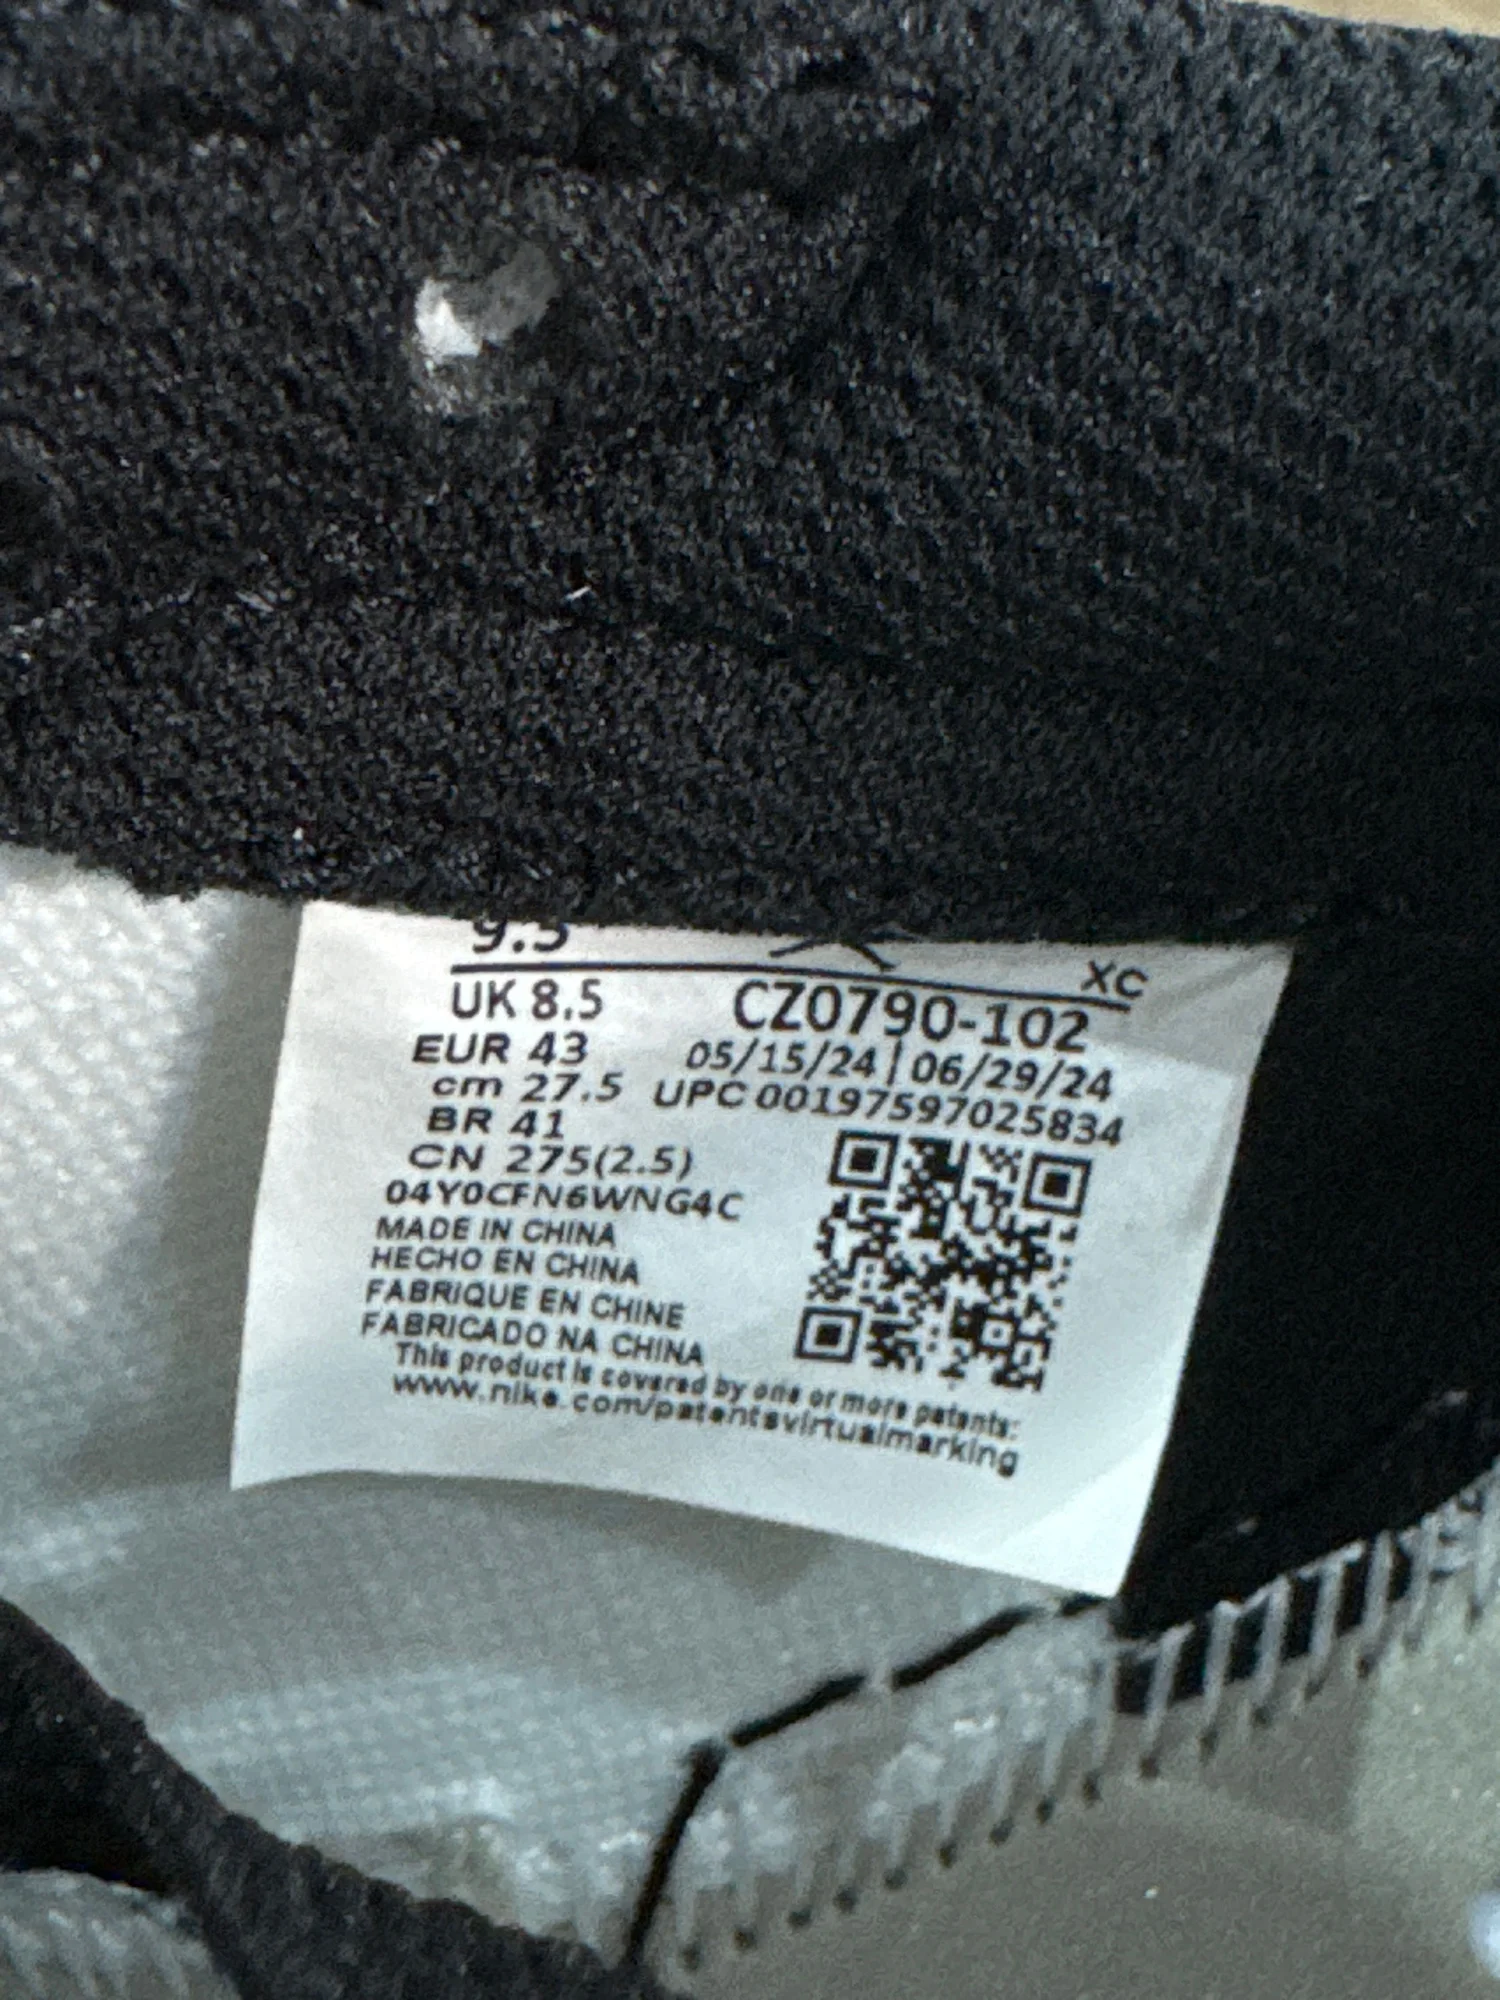 9.5
XC
UK 8.5
CZ0790-102
EUR 43
05/15/24 | 06/29/24
cm 27.5
UPC 00197597025834
BR 41
CN 275(2.5)
04Y0CFN6WNG4C
MADE IN CHINA
HECHO EN CHINA
FABRIQUE EN CHINE
FABRICADO NA CHINA
This product is covered by one or more patents:
www.nike.com/patentsvirtualmarking